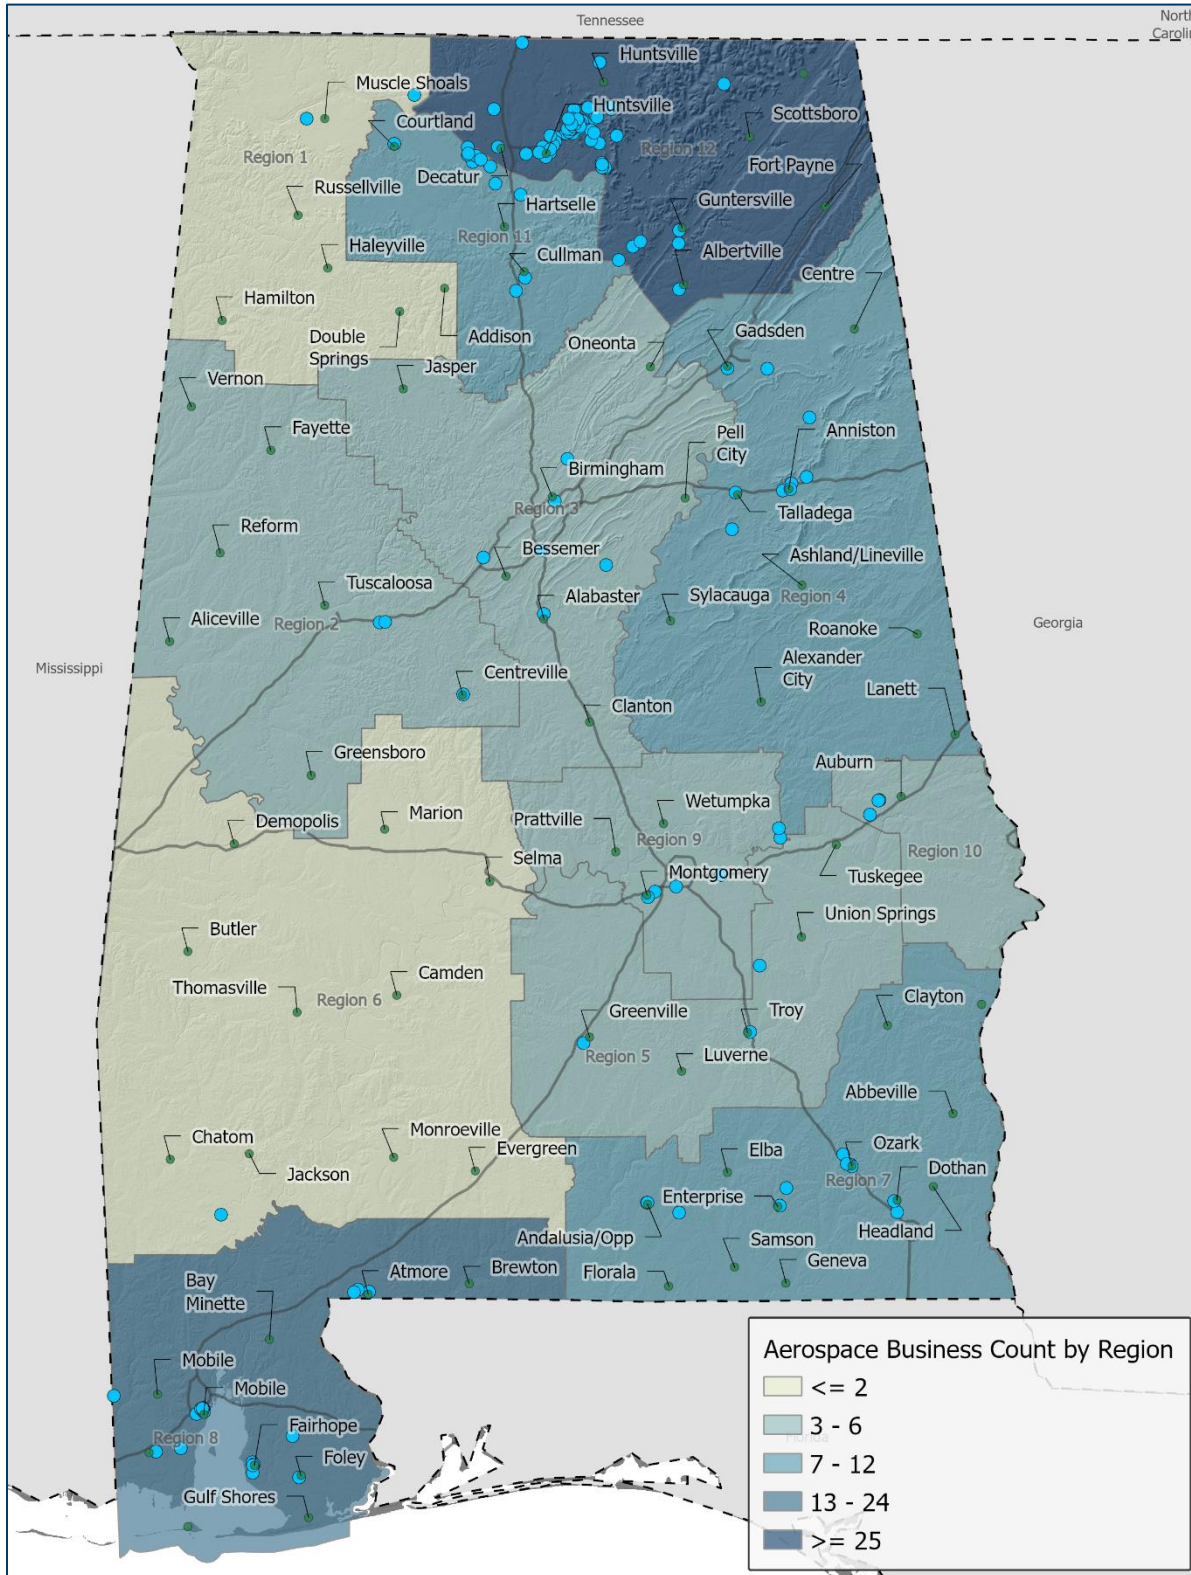 Tennessee
North
Carolin
Huntsville
Muscle Shoals
Huntsville
Scottsboro
Courtland
Region 1
Region 12
Fort Payne
Decatur
Russellville
Guntersville
Hartselle
Region 11
Haleyville
Cullman
Albertville
Centre
Hamilton
Double
Springs
Addison
Oneonta
Gadsden
Vernon
Jasper
Fayette
Pell
City
Anniston
Birmingham
Region 3
Talladega
Reform
Bessemer
Ashland/Lineville
Tuscaloosa
Region 4
Alabaster
Sylacauga
Aliceville
Region 2
Roanoke
Georgia
Mississippi
Alexander
City
Centreville
Lanett
Clanton
Greensboro
Auburn
Marion
Wetumpka
Demopolis
Prattville
Region 9
Region 10
Selma
Montgomery
Tuskegee
Butler
Union Springs
Camden
Thomasville
Region 6
Greenville
Troy
Clayton
Region 5
Luverne
Abbeville
Chatom
Monroeville
Evergreen
Ozark
Jackson
Elba
Region 7
Dothan
Enterprise
Andalusia/Opp
Headland
Samson
Florala
Geneva
Bay
Minette
Atmore
Brewton
Mobile
Mobile
Fairhope
Region 8
Foley
Gulf Shores
Aerospace Business Count by Region
<= 2
3 - 6
Florida
7 - 12
13 - 24
>= 25